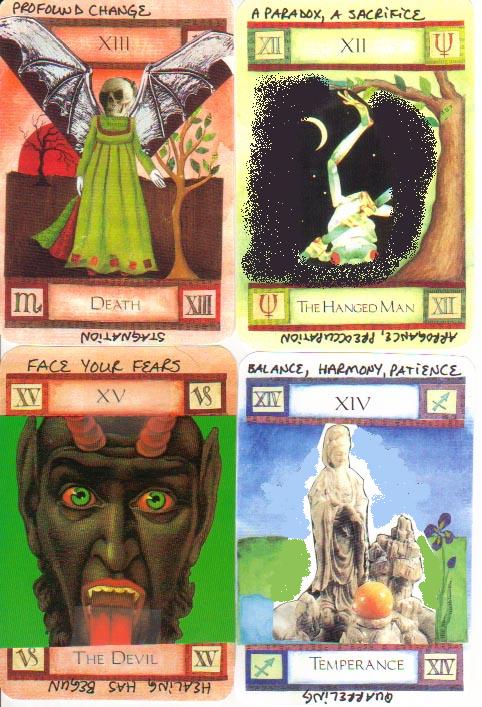 PROFOUND CHANGE
XIII
DEATH
♏ XIII
STAGNATION
A PARADOX, A SACRIFICE
XII XII Ψ
Ψ THE HANGED MAN XII
ARROGANCE, PREOCCUPATION
FACE YOUR FEARS
XV XV ♑
♑ THE DEVIL XV
HEALING HAS BEGUN
BALANCE, HARMONY, PATIENCE
XIV XIV ♐
♐ TEMPERANCE XIV
QUARRELING